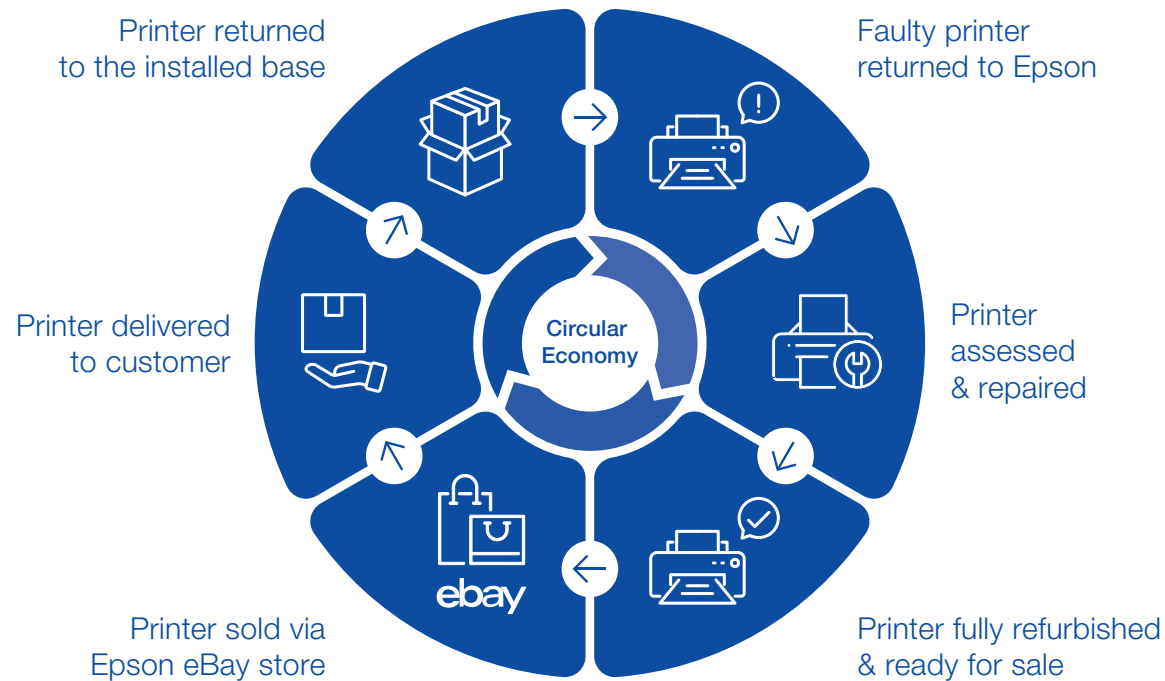 Printer returned
to the installed base
Faulty printer
returned to Epson
Printer
assessed
& repaired
Printer fully refurbished
& ready for sale
ebay
Printer sold via
Epson eBay store
Printer delivered
to customer
Circular
Economy